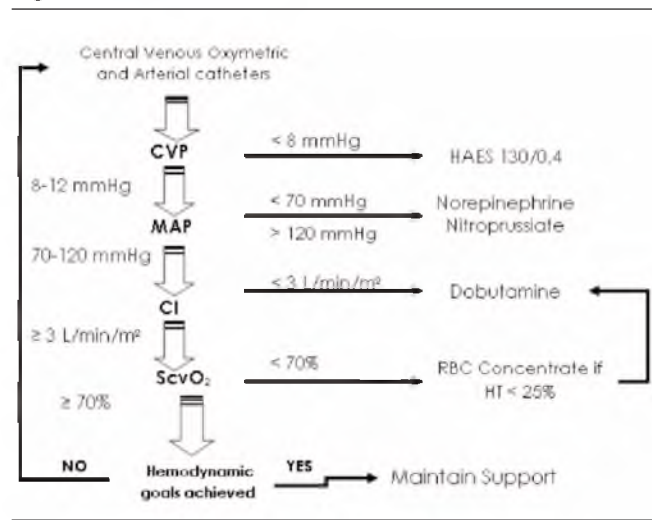 Central Venous Oxymetric
and Arterial catheters
CVP
< 8 mmHg
HAES 130/0,4
8-12 mmHg
MAP
< 70 mmHg
> 120 mmHg
Norepinephrine
Nitroprussiate
70-120 mmHg
CI
< 3 L/min/m²
Dobutamine
≥ 3 L/min/m²
ScvO₂
< 70%
RBC Concentrate if
HT < 25%
≥ 70%
NO
Hemodynamic
goals achieved
YES
Maintain Support